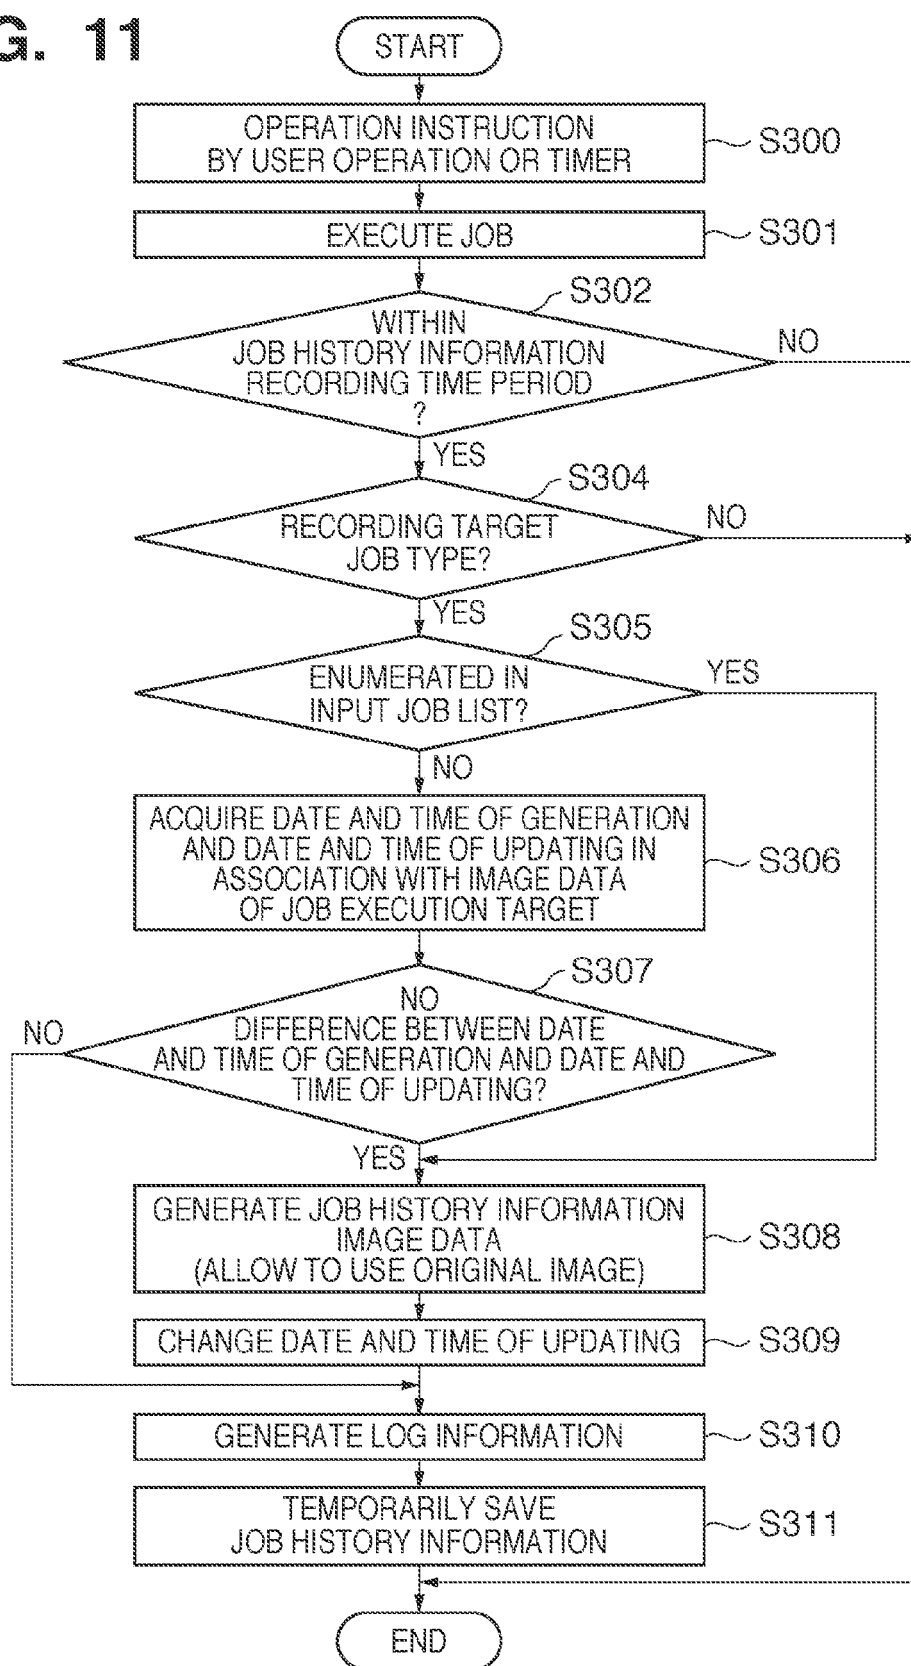 G. 11
START
OPERATION INSTRUCTION
BY USER OPERATION OR TIMER
S300
EXECUTE JOB
S301
S302
WITHIN
JOB HISTORY INFORMATION
RECORDING TIME PERIOD
?
NO
YES
S304
RECORDING TARGET
JOB TYPE?
NO
YES
S305
ENUMERATED IN
INPUT JOB LIST?
YES
NO
ACQUIRE DATE AND TIME OF GENERATION
AND DATE AND TIME OF UPDATING IN
ASSOCIATION WITH IMAGE DATA
OF JOB EXECUTION TARGET
S306
S307
NO
DIFFERENCE BETWEEN DATE
AND TIME OF GENERATION AND DATE AND
TIME OF UPDATING?
NO
YES
GENERATE JOB HISTORY INFORMATION
IMAGE DATA
(ALLOW TO USE ORIGINAL IMAGE)
S308
CHANGE DATE AND TIME OF UPDATING
S309
GENERATE LOG INFORMATION
S310
TEMPORARILY SAVE
JOB HISTORY INFORMATION
S311
END